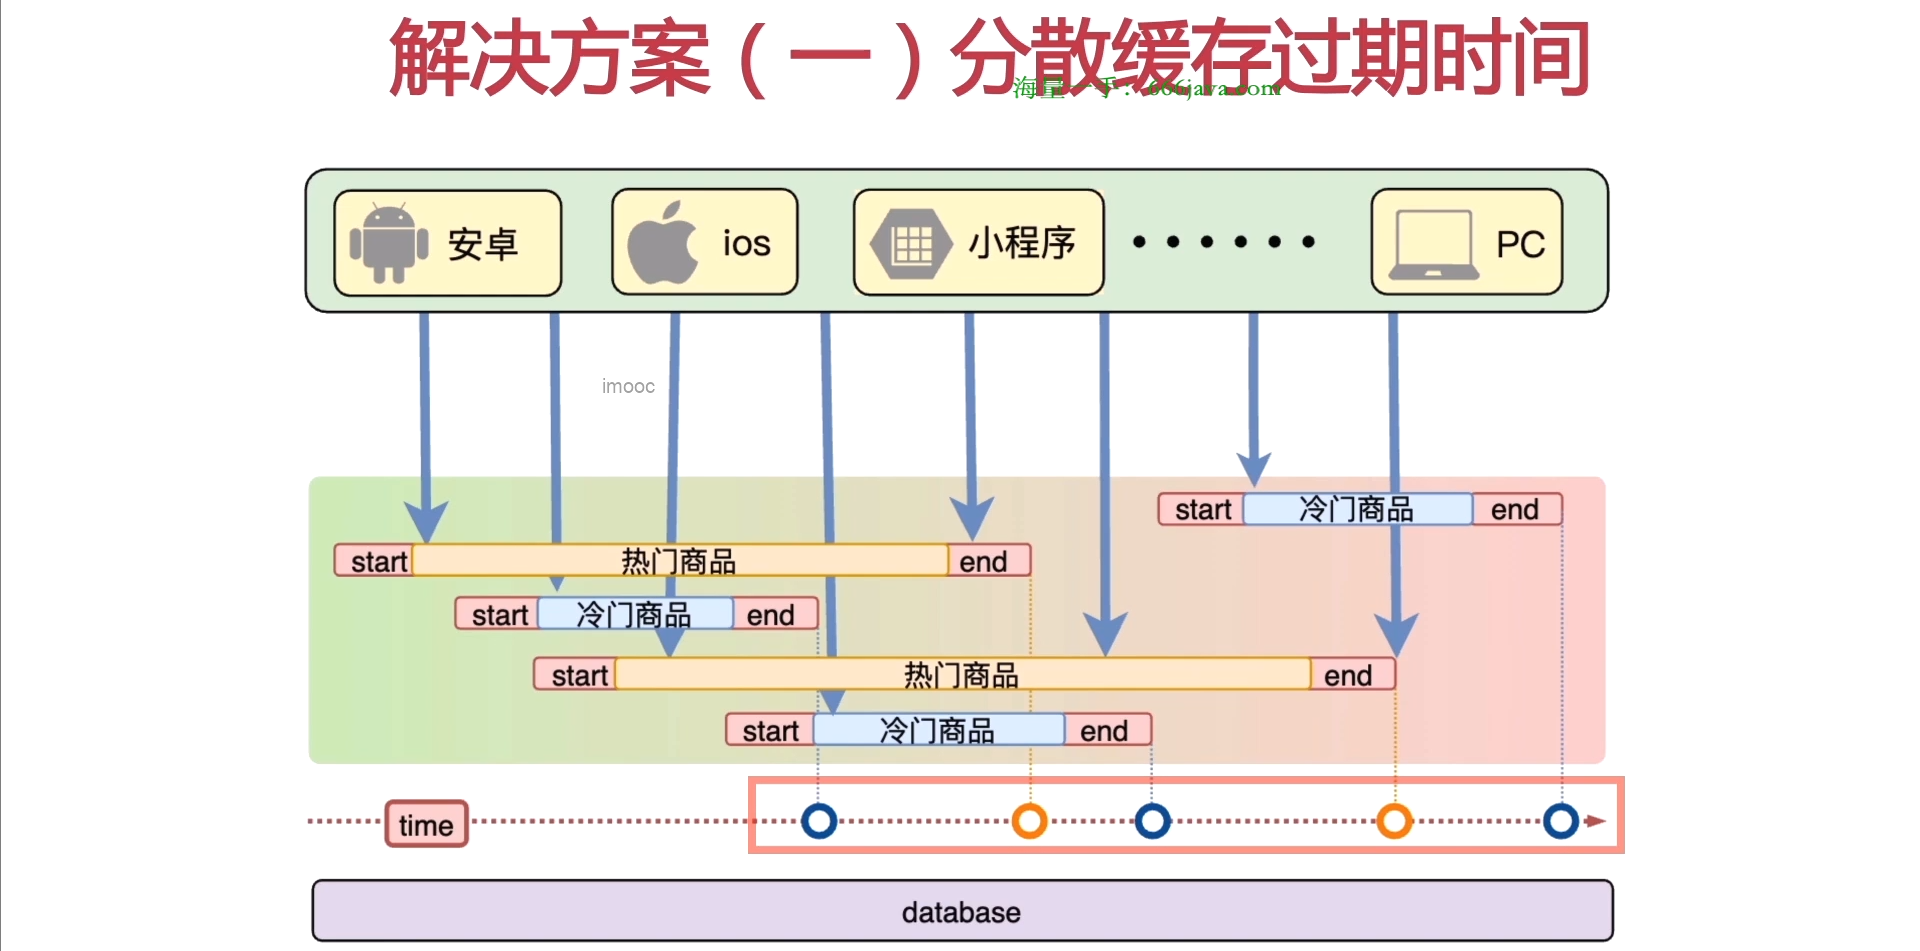 解决方案（一）分散缓存过期时间
海量一手：666java.com
安卓 ios 小程序 ······ PC
imooc
start 冷门商品 end
start 热门商品 end
start 冷门商品 end
start 热门商品 end
start 冷门商品 end
time
database